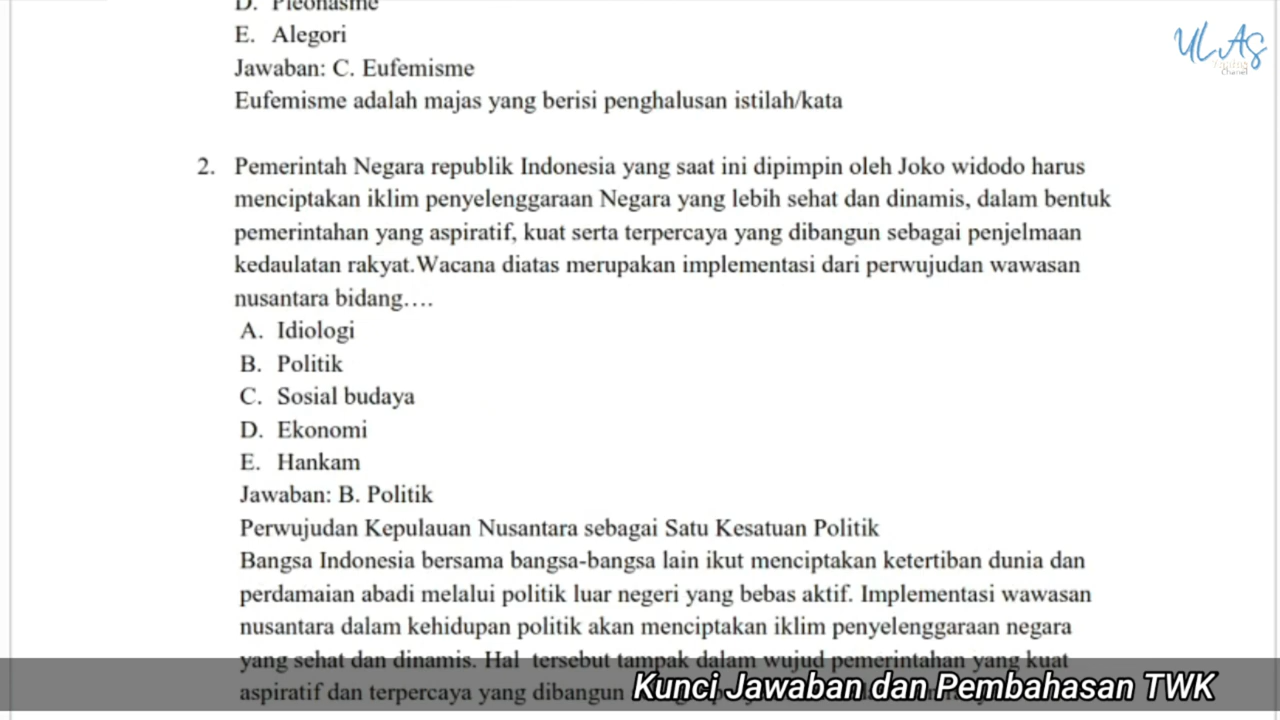 D. Pleonasme
E. Alegori
Jawaban: C. Eufemisme
Eufemisme adalah majas yang berisi penghalusan istilah/kata
2. Pemerintah Negara republik Indonesia yang saat ini dipimpin oleh Joko widodo harus
menciptakan iklim penyelenggaraan Negara yang lebih sehat dan dinamis, dalam bentuk
pemerintahan yang aspiratif, kuat serta terpercaya yang dibangun sebagai penjelmaan
kedaulatan rakyat.Wacana diatas merupakan implementasi dari perwujudan wawasan
nusantara bidang….
A. Idiologi
B. Politik
C. Sosial budaya
D. Ekonomi
E. Hankam
Jawaban: B. Politik
Perwujudan Kepulauan Nusantara sebagai Satu Kesatuan Politik
Bangsa Indonesia bersama bangsa-bangsa lain ikut menciptakan ketertiban dunia dan
perdamaian abadi melalui politik luar negeri yang bebas aktif. Implementasi wawasan
nusantara dalam kehidupan politik akan menciptakan iklim penyelenggaraan negara
yang sehat dan dinamis. Hal tersebut tampak dalam wujud pemerintahan yang kuat
aspiratif dan terpercaya yang dibangun
Kunci Jawaban dan Pembahasan TWK
ULAS
Chanel